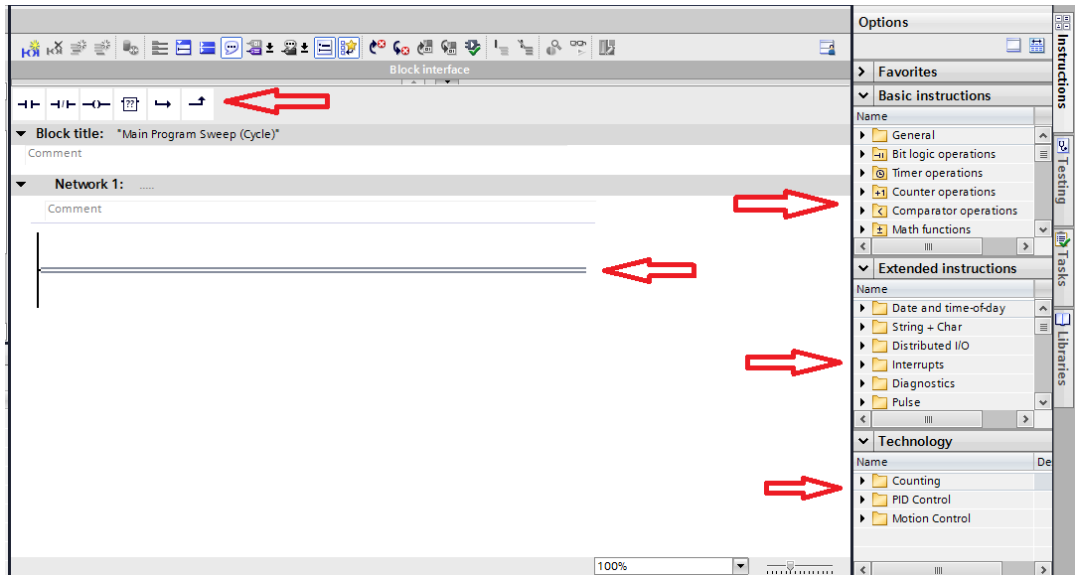 Options
Block interface
Favorites
Basic instructions
Name
General
Bit logic operations
Timer operations
Counter operations
Comparator operations
Math functions
Extended instructions
Name
Date and time-of-day
String + Char
Distributed I/O
Interrupts
Diagnostics
Pulse
Technology
Name De
Counting
PID Control
Motion Control
Instructions
Testing
Tasks
Libraries
??
Block title: "Main Program Sweep (Cycle)"
Comment
Network 1: .....
Comment
100%